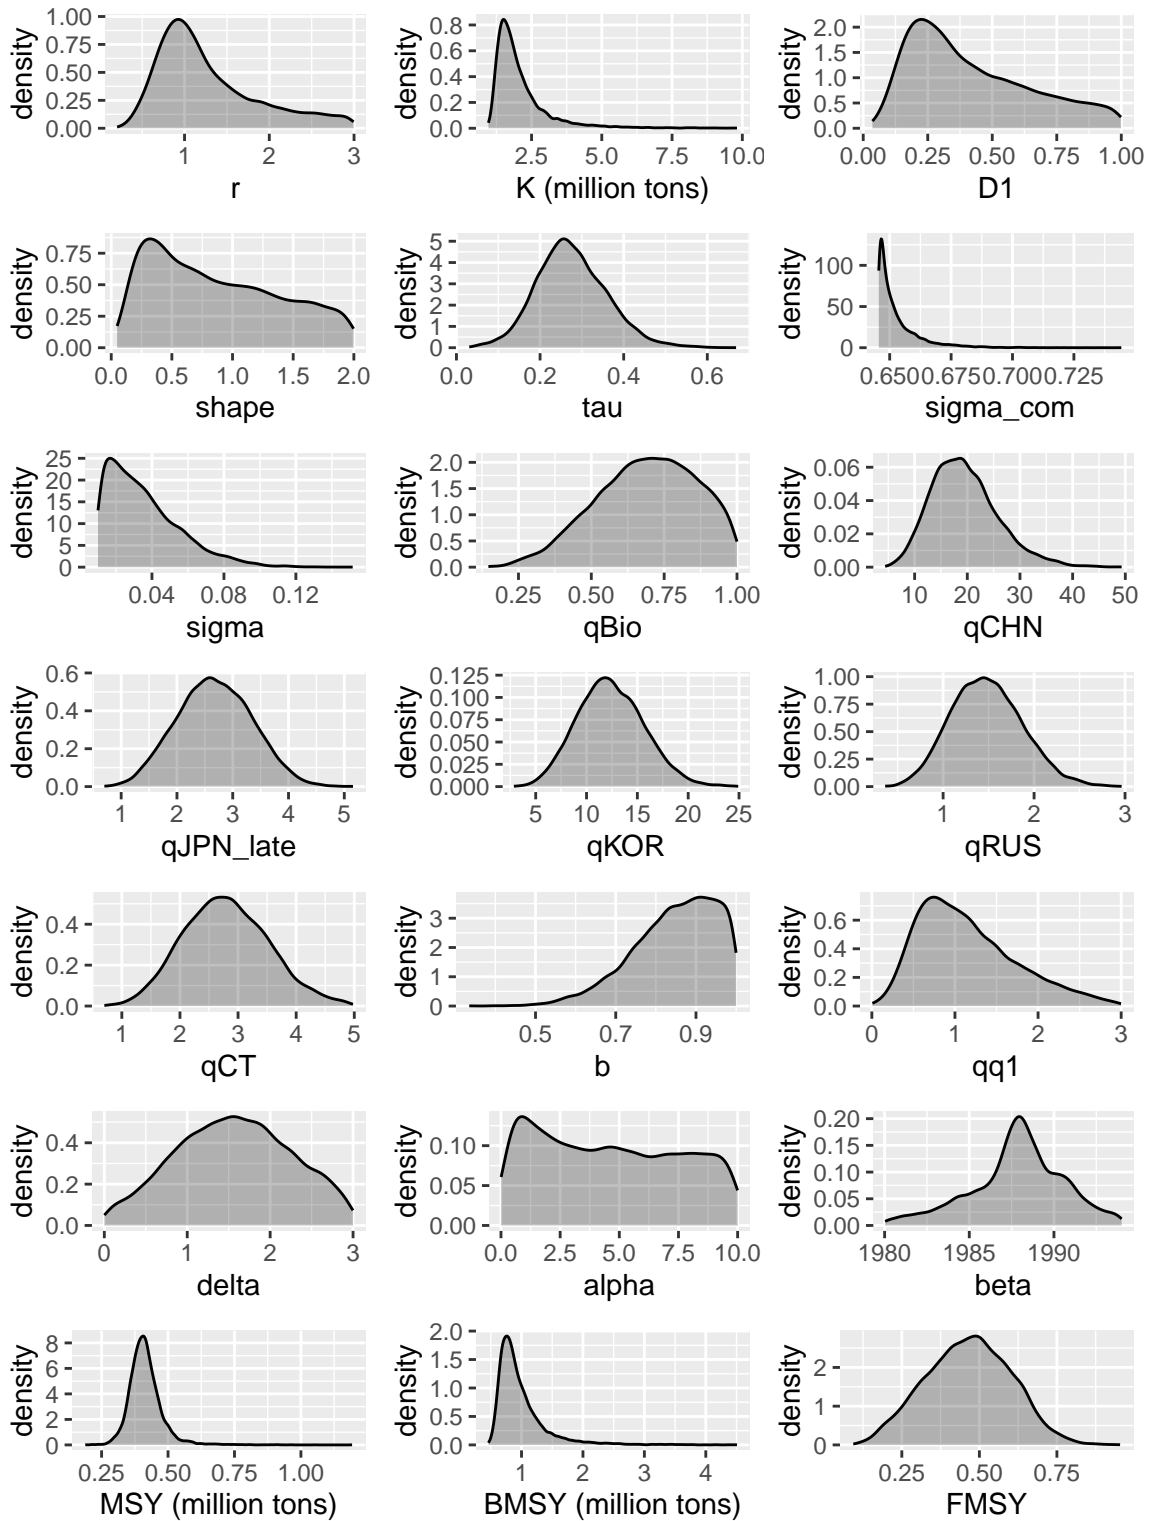 density
1.00
0.75
0.50
0.25
0.00
1 2 3
r
density
0.8
0.6
0.4
0.2
0.0
2.5 5.0 7.5 10.0
K (million tons)
density
2.0
1.5
1.0
0.5
0.0
0.00 0.25 0.50 0.75 1.00
D1
density
0.75
0.50
0.25
0.00
0.0 0.5 1.0 1.5 2.0
shape
density
5
4
3
2
1
0
0.0 0.2 0.4 0.6
tau
density
100
50
0
0.650 0.675 0.700 0.725
sigma_com
density
25
20
15
10
5
0
0.04 0.08 0.12
sigma
density
2.0
1.5
1.0
0.5
0.0
0.25 0.50 0.75 1.00
qBio
density
0.06
0.04
0.02
0.00
10 20 30 40 50
qCHN
density
0.6
0.4
0.2
0.0
1 2 3 4 5
qJPN_late
density
0.125
0.100
0.075
0.050
0.025
0.000
5 10 15 20 25
qKOR
density
1.00
0.75
0.50
0.25
0.00
1 2 3
qRUS
density
0.4
0.2
0.0
1 2 3 4 5
qCT
density
3
2
1
0
0.5 0.7 0.9
b
density
0.6
0.4
0.2
0.0
0 1 2 3
qq1
density
0.4
0.2
0.0
0 1 2 3
delta
density
0.10
0.05
0.00
0.0 2.5 5.0 7.5 10.0
alpha
density
0.20
0.15
0.10
0.05
0.00
1980 1985 1990
beta
density
8
6
4
2
0
0.25 0.50 0.75 1.00
MSY (million tons)
density
2.0
1.5
1.0
0.5
0.0
1 2 3 4
BMSY (million tons)
density
2
1
0
0.25 0.50 0.75
FMSY